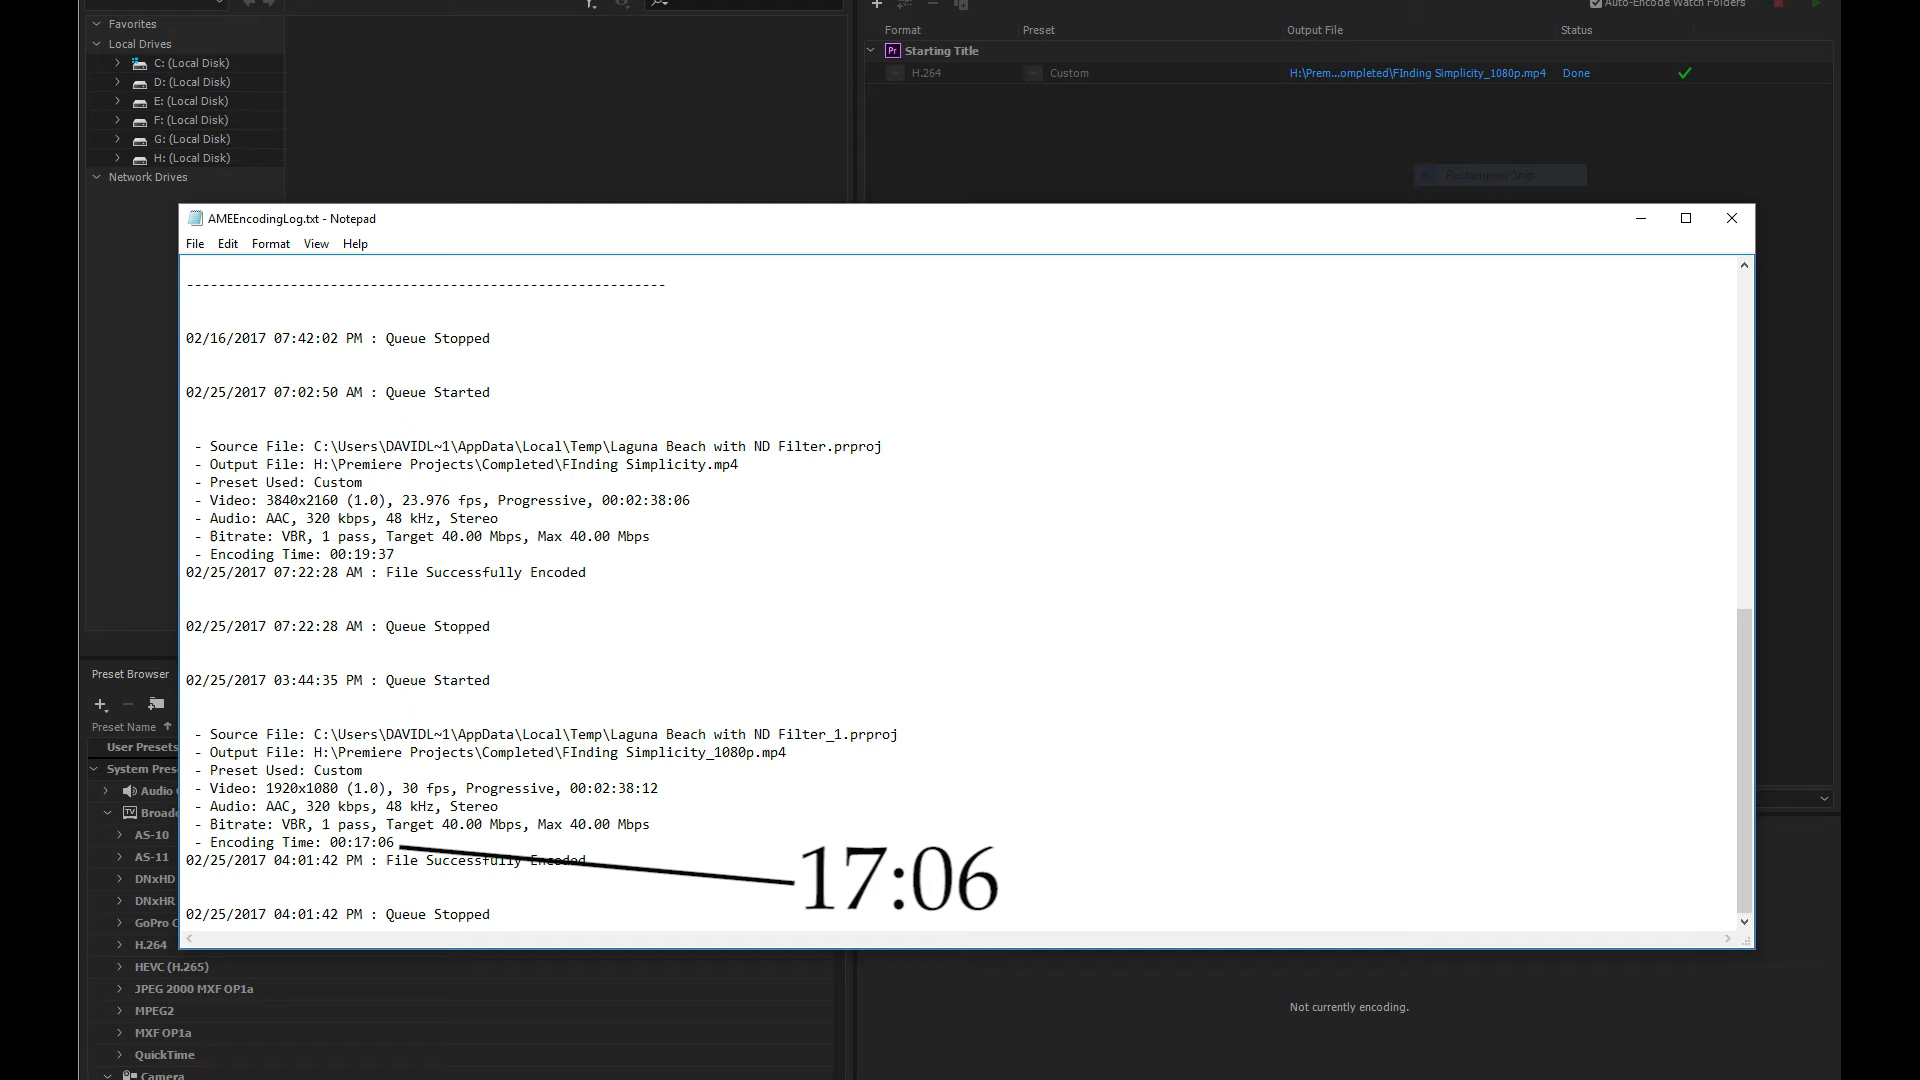 Favorites
Local Drives
C: (Local Disk)
D: (Local Disk)
E: (Local Disk)
F: (Local Disk)
G: (Local Disk)
H: (Local Disk)
Network Drives
Auto-Encode Watch Folders
Format Preset Output File Status
Pr Starting Title
H.264 Custom H:\Prem...ompleted\FInding Simplicity_1080p.mp4 Done
Rectangular Snip
AMEEncodingLog.txt - Notepad
File Edit Format View Help
------------------------------------------------------------
02/16/2017 07:42:02 PM : Queue Stopped
02/25/2017 07:02:50 AM : Queue Started
- Source File: C:\Users\DAVIDL~1\AppData\Local\Temp\Laguna Beach with ND Filter.prproj
- Output File: H:\Premiere Projects\Completed\FInding Simplicity.mp4
- Preset Used: Custom
- Video: 3840x2160 (1.0), 23.976 fps, Progressive, 00:02:38:06
- Audio: AAC, 320 kbps, 48 kHz, Stereo
- Bitrate: VBR, 1 pass, Target 40.00 Mbps, Max 40.00 Mbps
- Encoding Time: 00:19:37
02/25/2017 07:22:28 AM : File Successfully Encoded
02/25/2017 07:22:28 AM : Queue Stopped
02/25/2017 03:44:35 PM : Queue Started
- Source File: C:\Users\DAVIDL~1\AppData\Local\Temp\Laguna Beach with ND Filter_1.prproj
- Output File: H:\Premiere Projects\Completed\FInding Simplicity_1080p.mp4
- Preset Used: Custom
- Video: 1920x1080 (1.0), 30 fps, Progressive, 00:02:38:12
- Audio: AAC, 320 kbps, 48 kHz, Stereo
- Bitrate: VBR, 1 pass, Target 40.00 Mbps, Max 40.00 Mbps
- Encoding Time: 00:17:06
02/25/2017 04:01:42 PM : File Successfully Encoded
17:06
02/25/2017 04:01:42 PM : Queue Stopped
Preset Browser
Preset Name
User Presets
System Pres
Audio
TV Broadc
AS-10
AS-11
DNxHD
DNxHR
GoPro C
H.264
HEVC (H.265)
JPEG 2000 MXF OP1a
MPEG2
MXF OP1a
QuickTime
Camera
Not currently encoding.